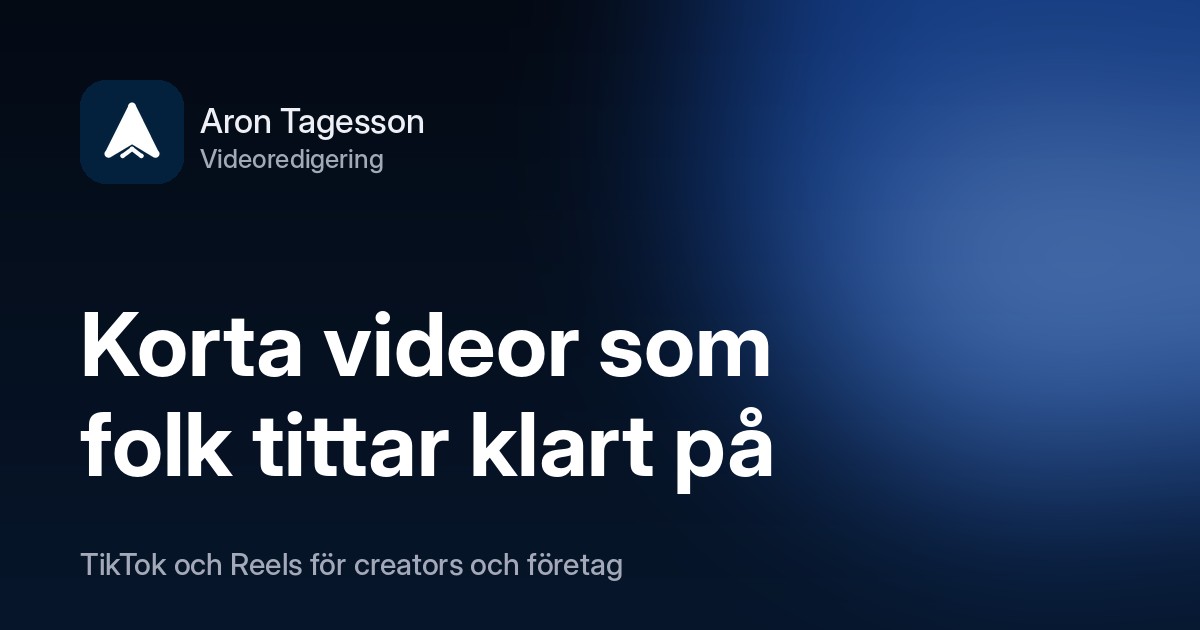 Aron Tagesson
Videoredigering
Korta videor som
folk tittar klart på
TikTok och Reels för creators och företag